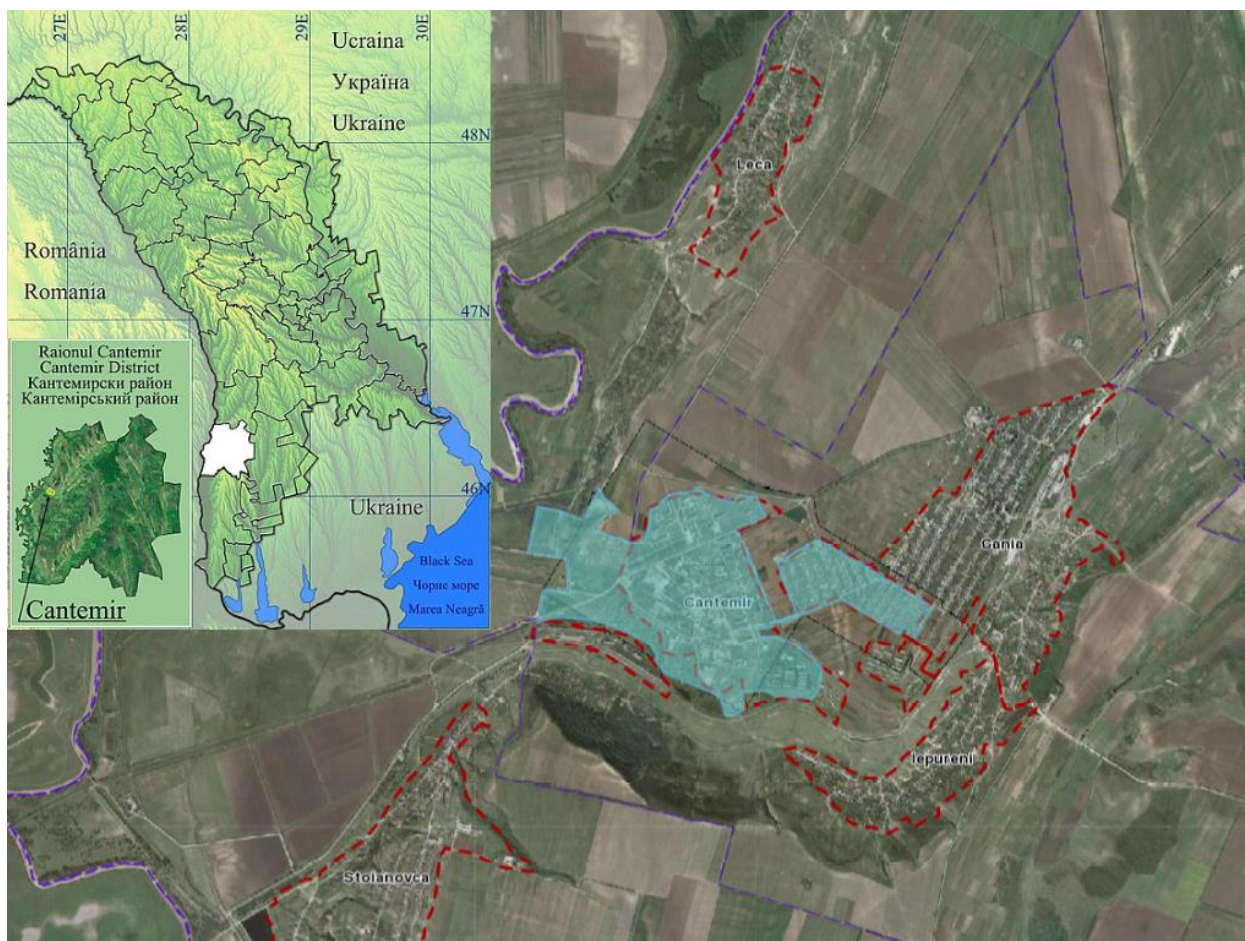 27E
28E
29E
30E
Ucraina
Україна
Ukraine
48N
România
Romania
47N
Raionul Cantemir
Cantemir District
Кантемирски район
Кантемірський район
Cantemir
46N
Ukraine
Black Sea
Чорне море
Marea Neagră
Leca
Cania
Cantemir
Iepureni
Stoianovca